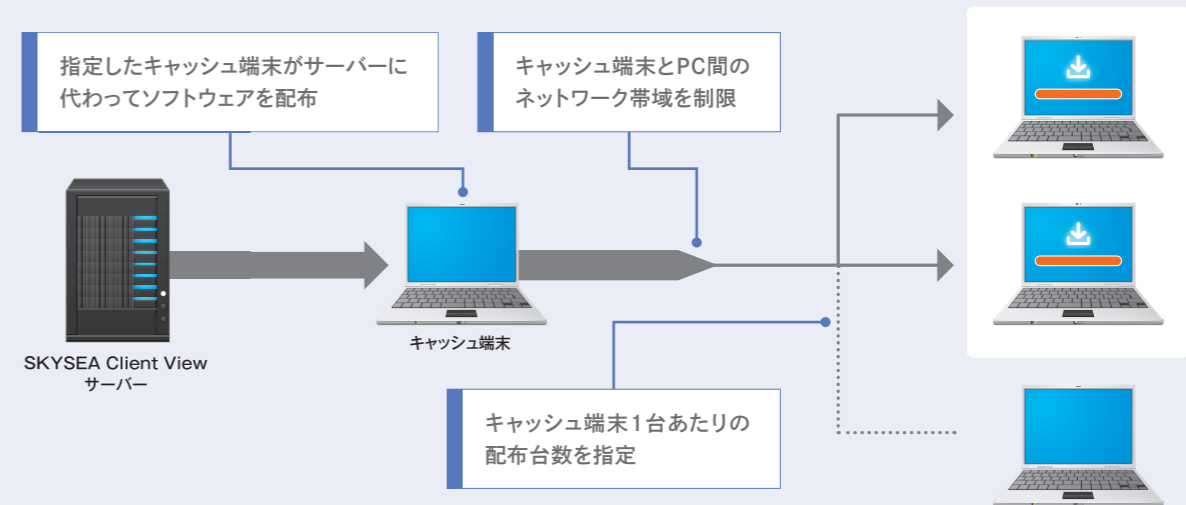 指定したキャッシュ端末がサーバーに
代わってソフトウェアを配布
キャッシュ端末とPC間の
ネットワーク帯域を制限
SKYSEA Client View
サーバー
キャッシュ端末
キャッシュ端末1台あたりの
配布台数を指定